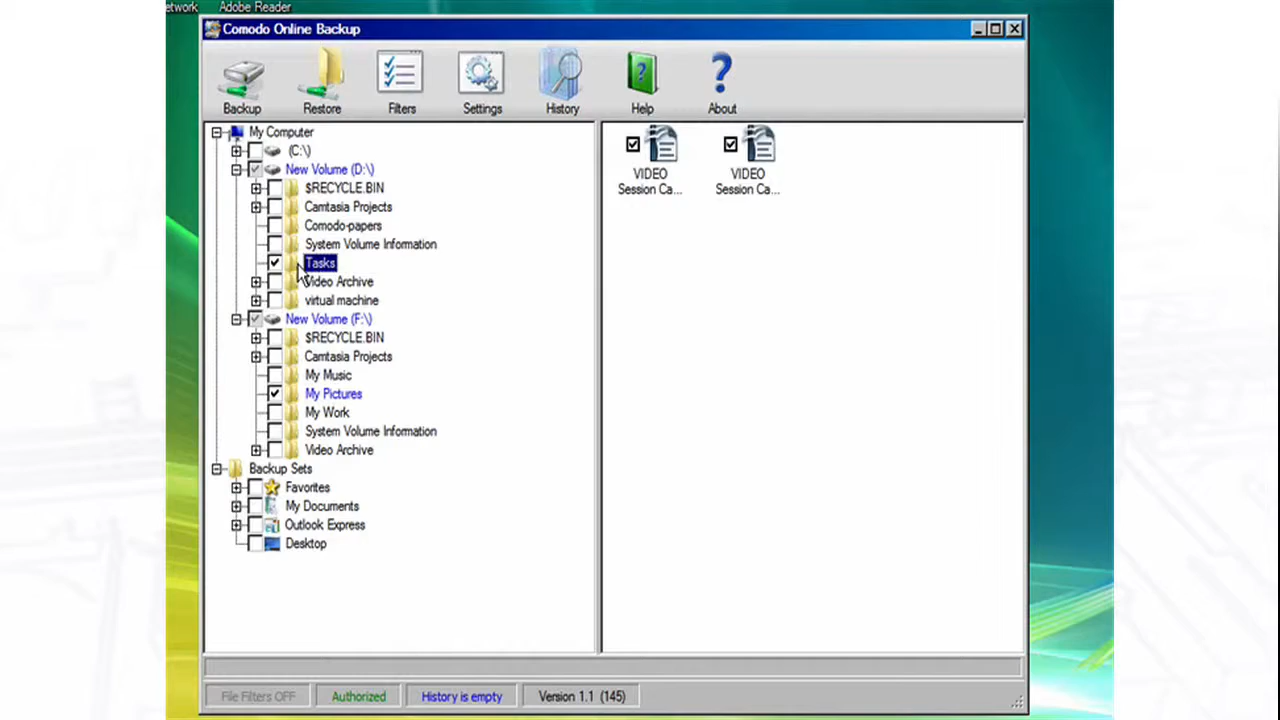 Adobe Reader
Comodo Online Backup
Backup Restore Filters Settings History Help About
My Computer
(C:\)
New Volume (D:\)
$RECYCLE.BIN
Camtasia Projects
Comodo-papers
System Volume Information
Tasks
Video Archive
virtual machine
New Volume (F:\)
$RECYCLE.BIN
Camtasia Projects
My Music
My Pictures
My Work
System Volume Information
Video Archive
Backup Sets
Favorites
My Documents
Outlook Express
Desktop
VIDEO
Session Ca...
VIDEO
Session Ca...
File Filters OFF Authorized History is empty Version 1.1 (145)